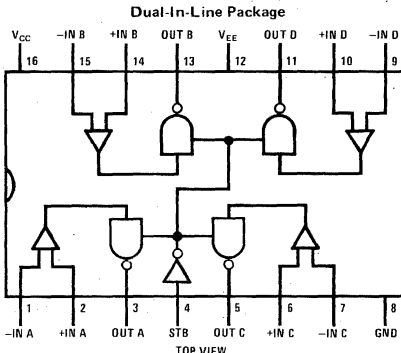 Dual-In-Line Package
VCC −IN B +IN B OUT B VEE OUT D +IN D −IN D
16 15 14 13 12 11 10 9
1 2 3 4 5 6 7 8
−IN A +IN A OUT A STB OUT C +IN C −IN C GND
TOP VIEW